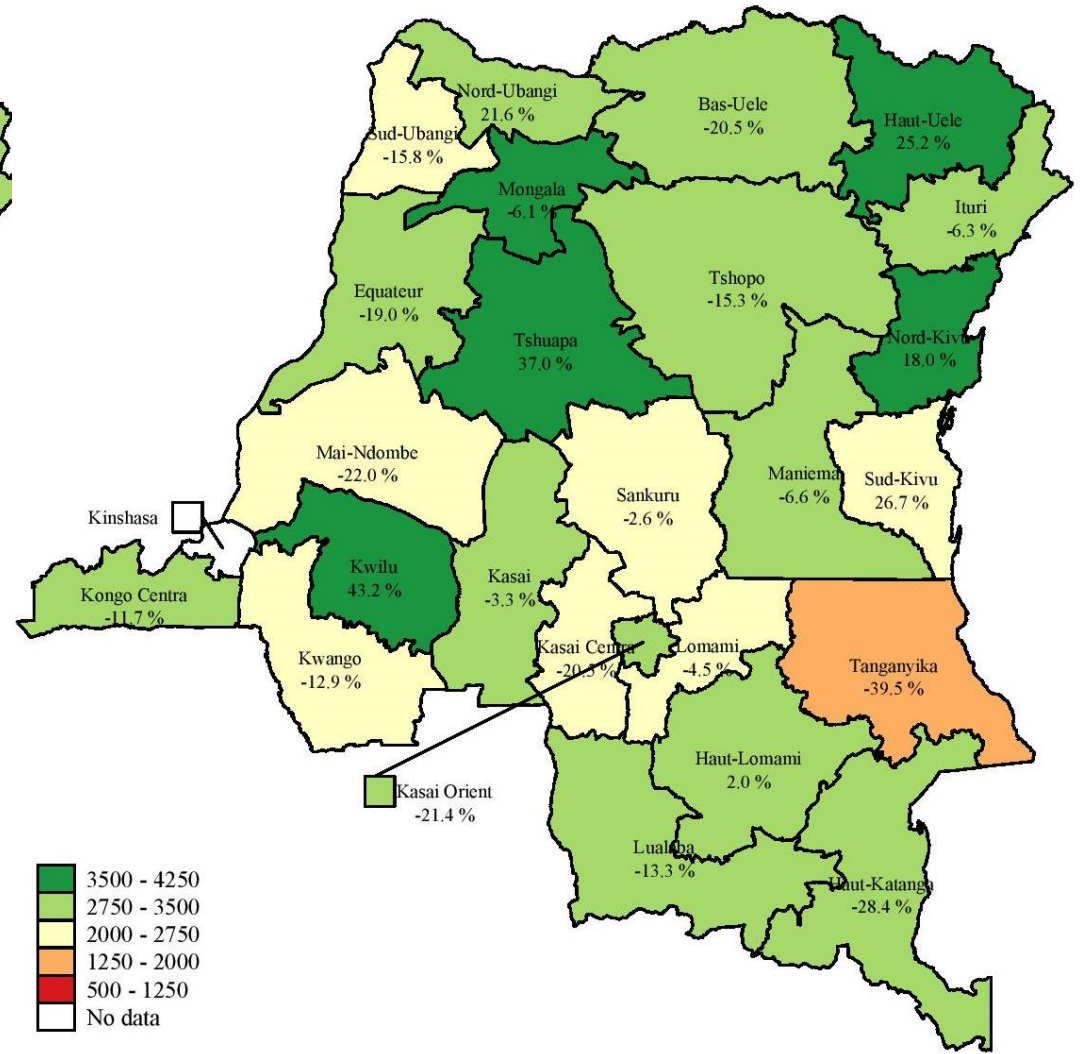 Nord-Ubangi
21.6 %
Sud-Ubangi
-15.8 %
Bas-Uele
-20.5 %
Haut-Uele
25.2 %
Mongala
-6.1 %
Ituri
-6.3 %
Equateur
-19.0 %
Tshopo
-15.3 %
Tshuapa
37.0 %
Nord-Kivu
18.0 %
Mai-Ndombe
-22.0 %
Sankuru
-2.6 %
Maniema
-6.6 %
Sud-Kivu
26.7 %
Kinshasa
Kongo Centra
-11.7 %
Kwilu
43.2 %
Kasai
-3.3 %
Kwango
-12.9 %
Kasai Centra
-20.3 %
Lomami
-4.5 %
Tanganyika
-39.5 %
Haut-Lomami
2.0 %
Kasai Orient
-21.4 %
Lualaba
-13.3 %
Haut-Katanga
-28.4 %
3500 - 4250
2750 - 3500
2000 - 2750
1250 - 2000
500 - 1250
No data